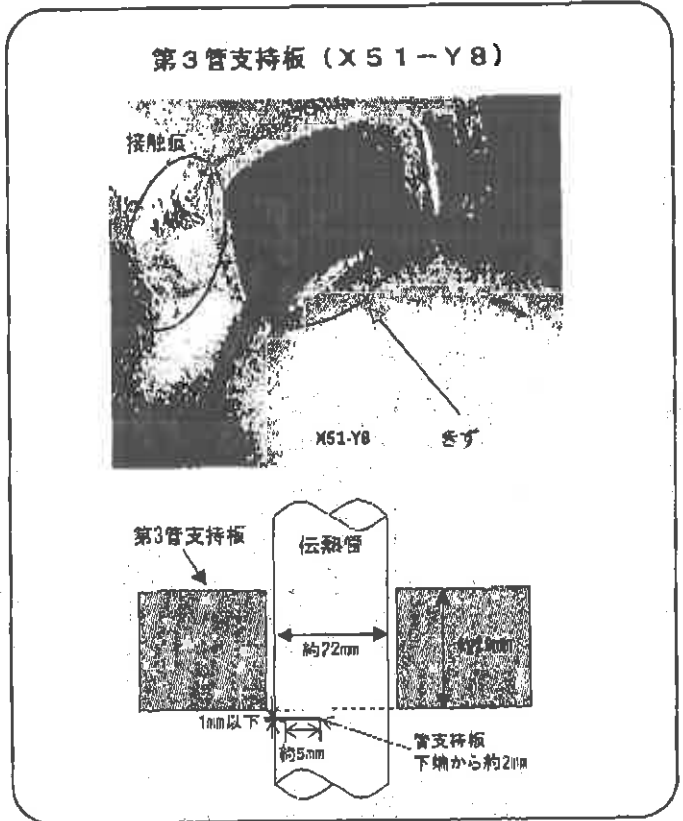 第3管支持板(X51-Y8)
接触痕
X51-Y8
きず
第3管支持板
伝熱管
約22mm
1mm以下
約5mm
管支持板
下端から約2mm